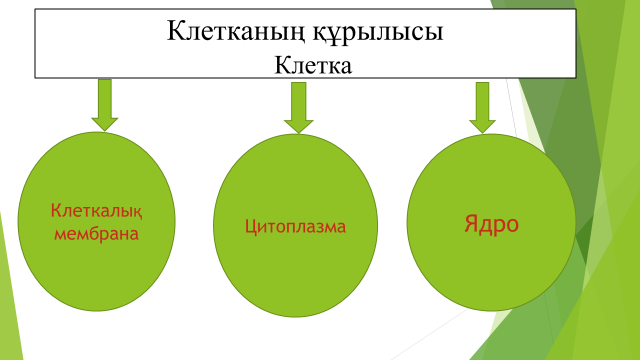 Клетканың құрылысы
Клетка
Клеткалық
мембрана
Цитоплазма
Ядро